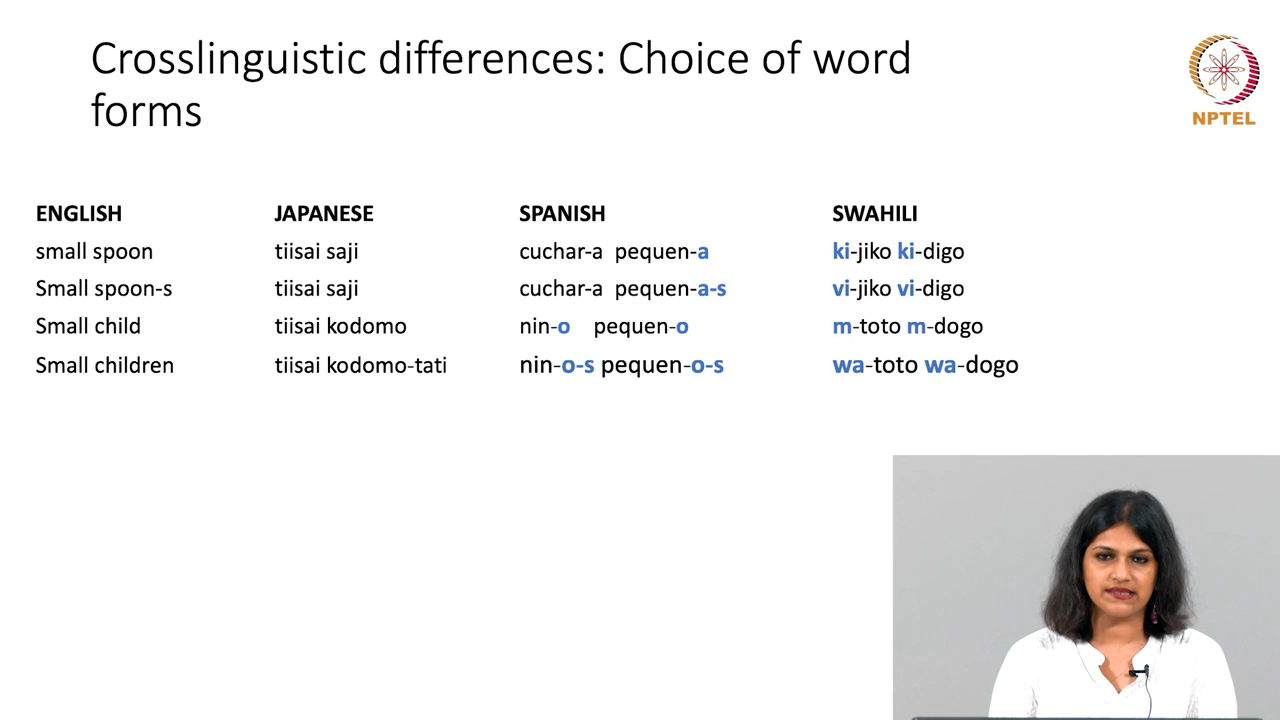 Crosslinguistic differences: Choice of word
forms
NPTEL
ENGLISH JAPANESE SPANISH SWAHILI
small spoon tiisai saji cuchar-a pequen-a ki-jiko ki-digo
Small spoon-s tiisai saji cuchar-a pequen-a-s vi-jiko vi-digo
Small child tiisai kodomo nin-o pequen-o m-toto m-dogo
Small children tiisai kodomo-tati nin-o-s pequen-o-s wa-toto wa-dogo